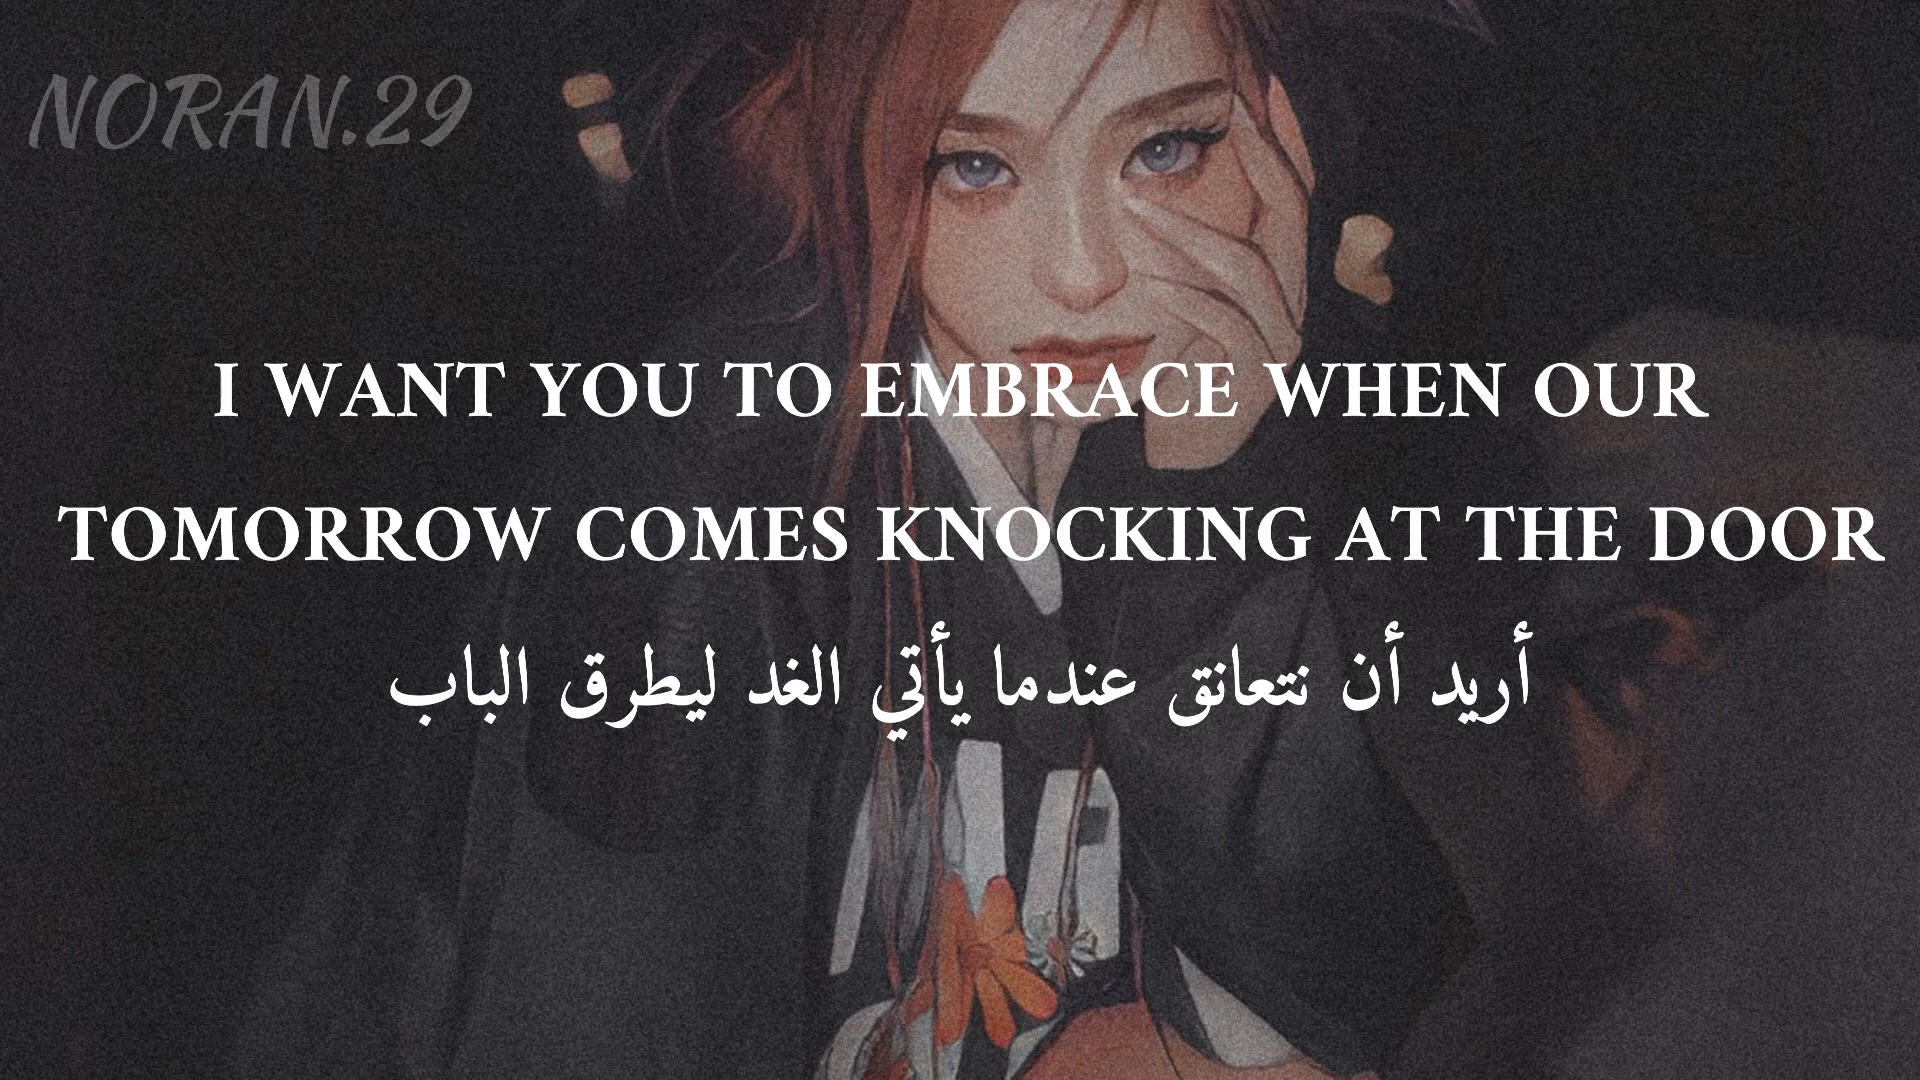 NORAN.29
I WANT YOU TO EMBRACE WHEN OUR
TOMORROW COMES KNOCKING AT THE DOOR
أريد أن نتعانق عندما يأتي الغد ليطرق الباب